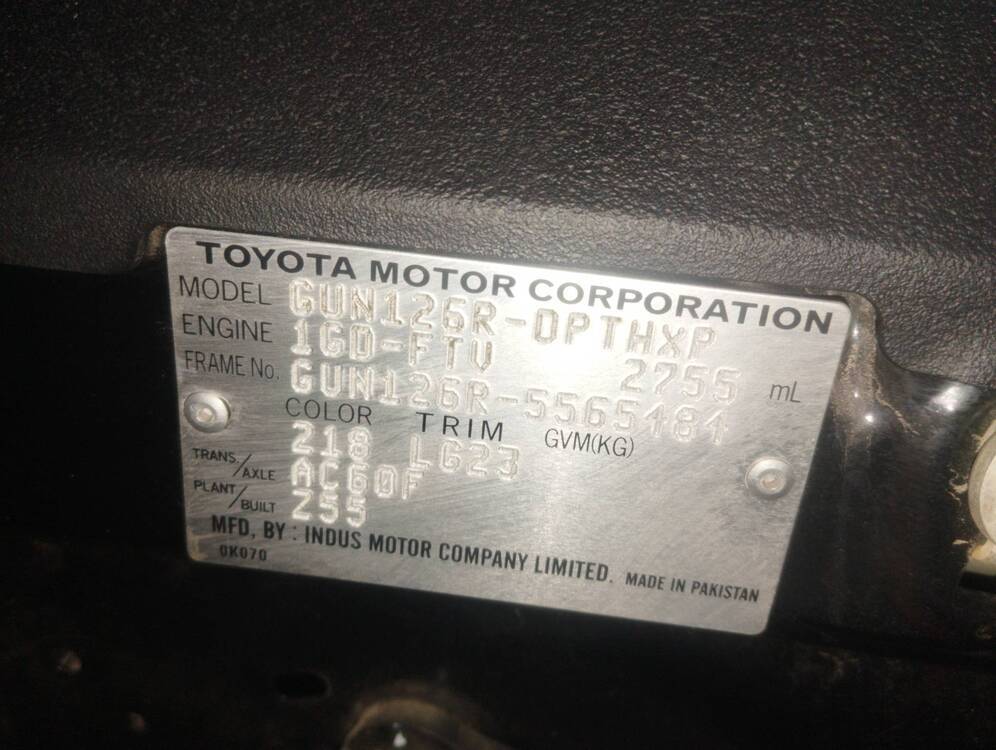 TOYOTA MOTOR CORPORATION
MODEL GUN126R-DPTHXP
ENGINE 1GD-FTV 2755 mL
FRAME No. GUN126R-5565484
COLOR TRIM GVM(KG)
218 LG23
TRANS./AXLE AC60F
PLANT/BUILT Z55
MFD, BY : INDUS MOTOR COMPANY LIMITED. MADE IN PAKISTAN
0K070